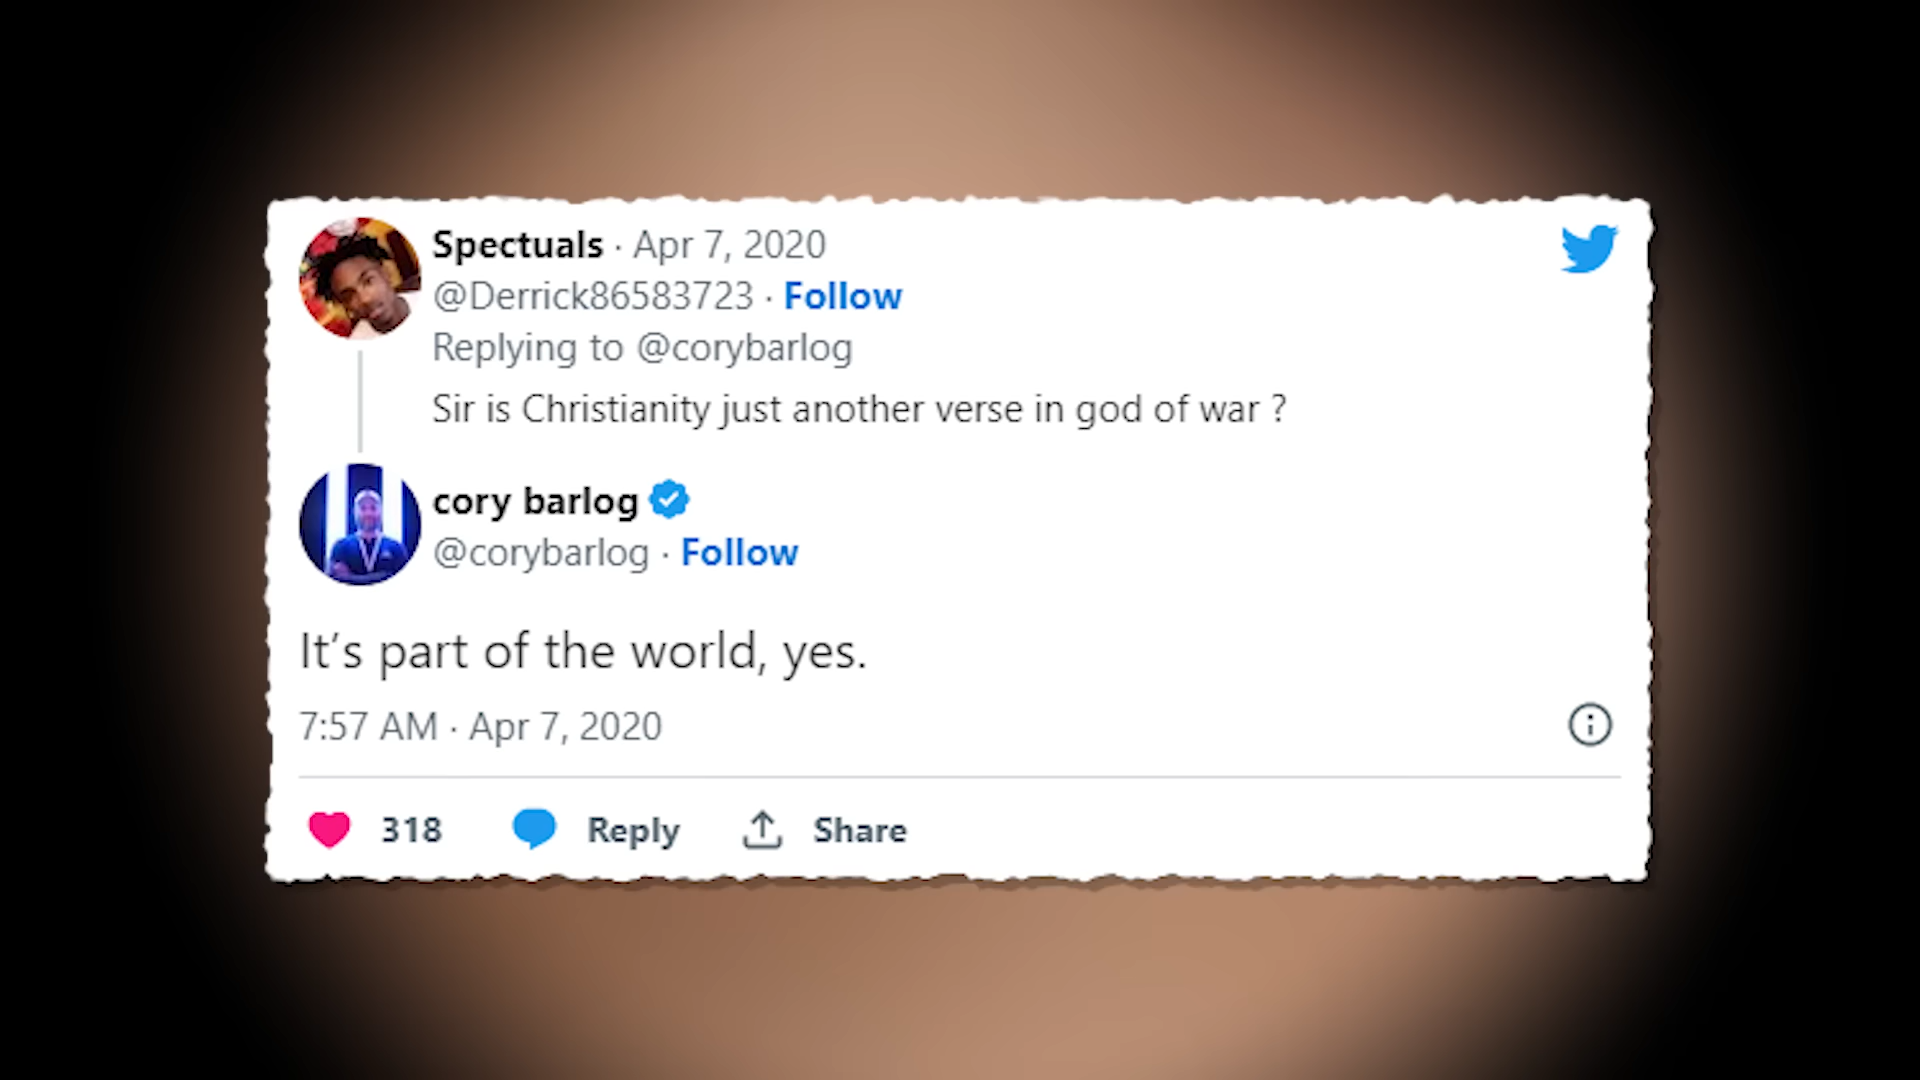 Spectuals · Apr 7, 2020
@Derrick86583723 · Follow
Replying to @corybarlog
Sir is Christianity just another verse in god of war ?
cory barlog
@corybarlog · Follow
It’s part of the world, yes.
7:57 AM · Apr 7, 2020
318 Reply Share